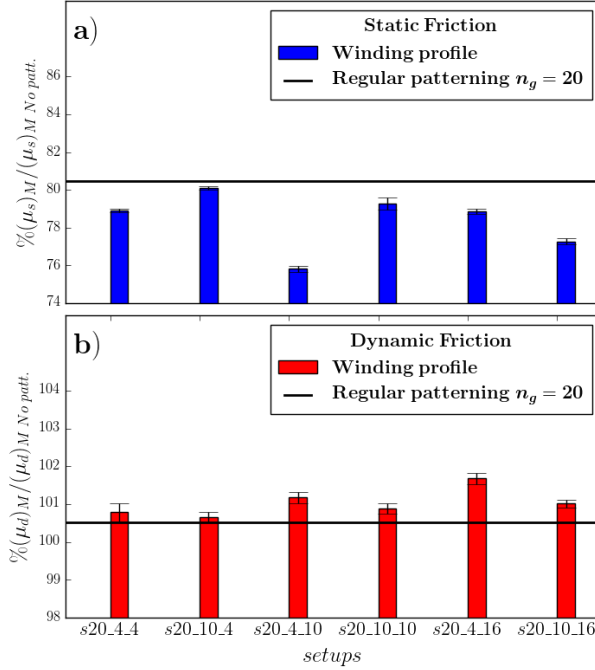 a)
Static Friction
Winding profile
Regular patterning n_g = 20
%(μ_s)_M/(μ_s)_{M No patt.}
86
84
82
80
78
76
74
b)
Dynamic Friction
Winding profile
Regular patterning n_g = 20
%(μ_d)_M/(μ_d)_{M No patt.}
104
103
102
101
100
99
98
s20_4_4 s20_10_4 s20_4_10 s20_10_10 s20_4_16 s20_10_16
setups